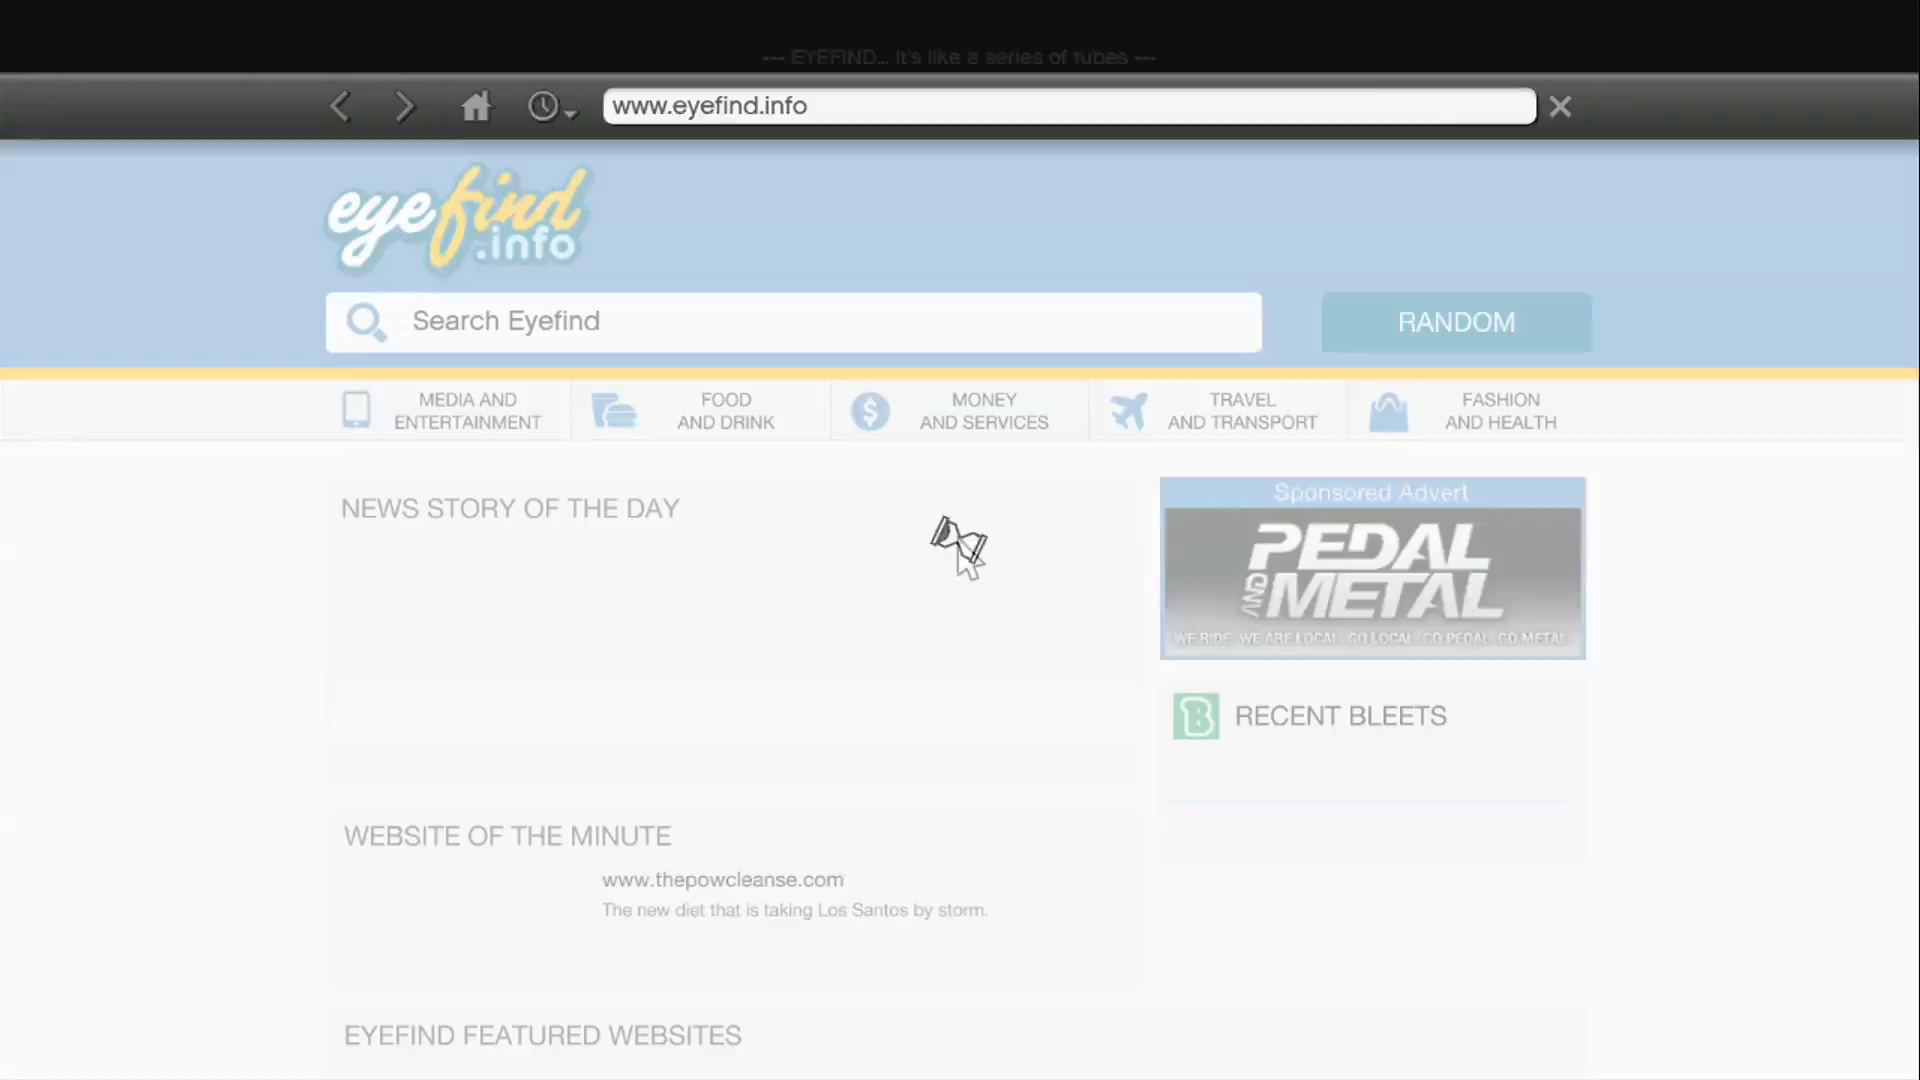 --- EYEFIND... It's like a series of tubes ---
www.eyefind.info
eyefind
.info
Search Eyefind
RANDOM
MEDIA AND
ENTERTAINMENT
FOOD
AND DRINK
MONEY
AND SERVICES
TRAVEL
AND TRANSPORT
FASHION
AND HEALTH
NEWS STORY OF THE DAY
Sponsored Advert
PEDAL
AND METAL
WE RIDE. WE ARE LOCAL. GO LOCAL. GO PEDAL. GO METAL.
B
RECENT BLEETS
WEBSITE OF THE MINUTE
www.thepowcleanse.com
The new diet that is taking Los Santos by storm.
EYEFIND FEATURED WEBSITES